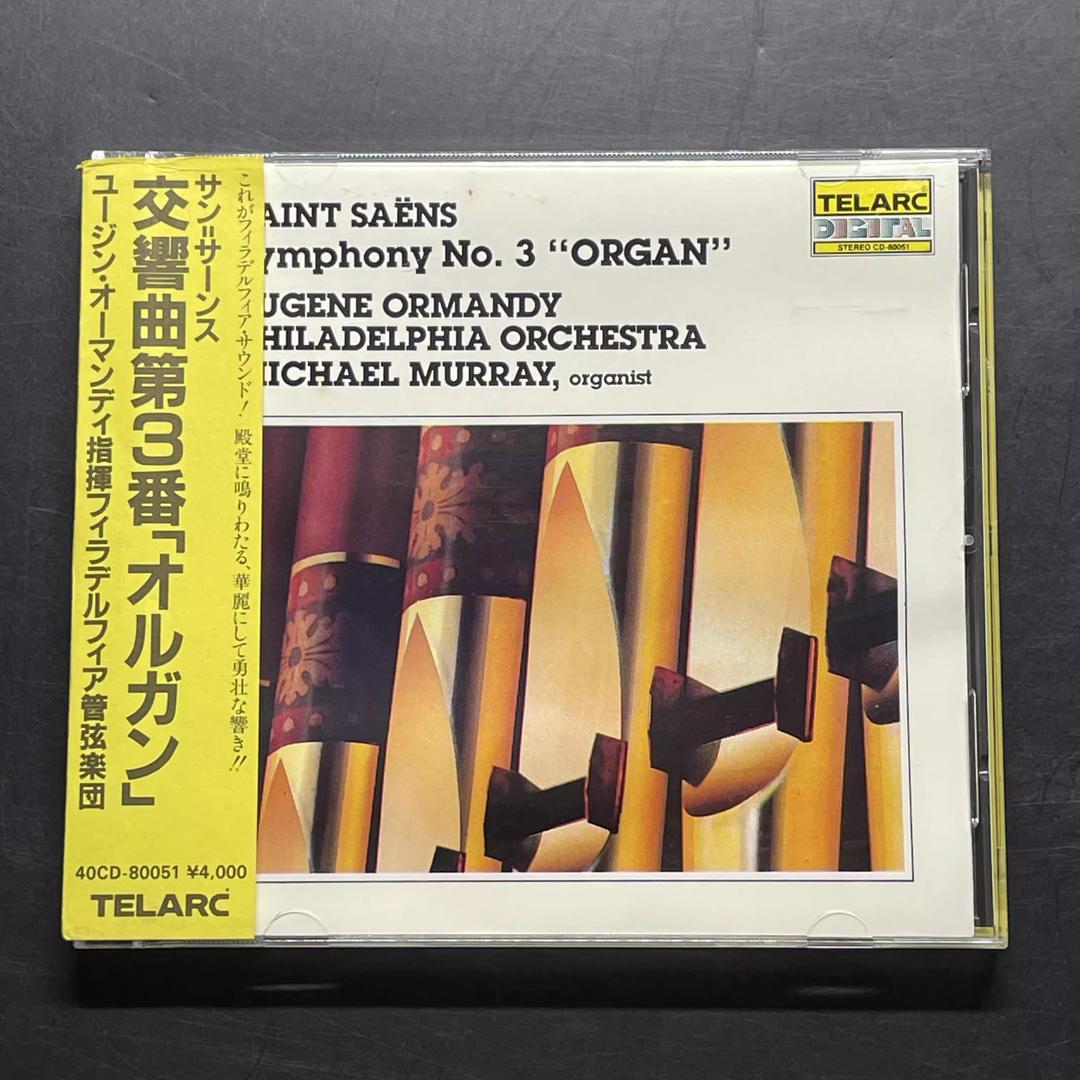 これがフィラデルフィア・サウンド！ 殿堂に鳴りわたる、華麗にして勇壮な響き!!
サン＝サーンス
交響曲第3番「オルガン」
ユージン・オーマンディ指揮フィラデルフィア管弦楽団
40CD-80051 ¥4,000
TELARC
AINT SAËNS
ymphony No. 3 “ORGAN”
UGENE ORMANDY
HILADELPHIA ORCHESTRA
ICHAEL MURRAY, organist
TELARC
DIGITAL
STEREO CD-80051